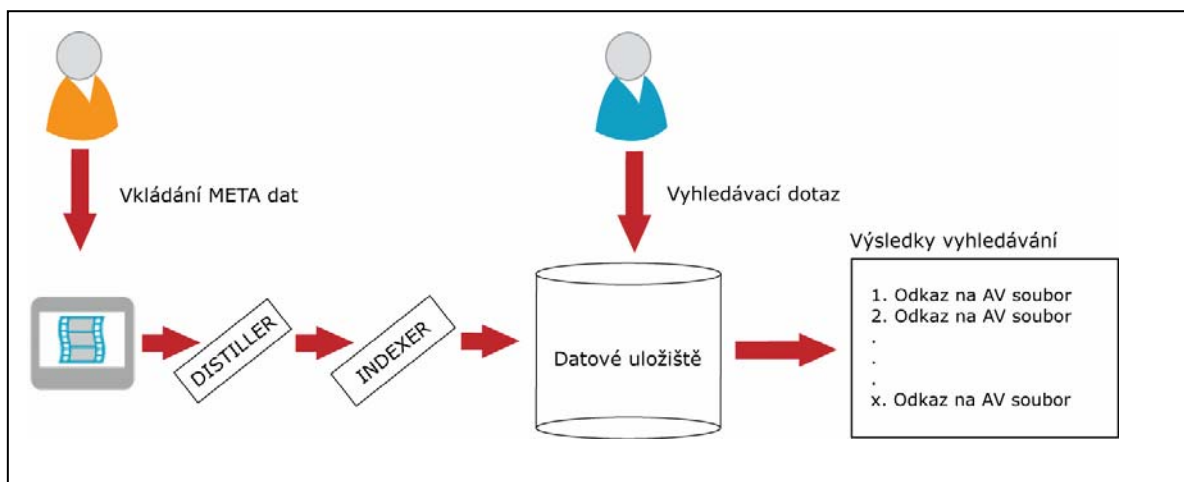 Vkládání META dat
Vyhledávací dotaz
DISTILLER
INDEXER
Datové uložiště
Výsledky vyhledávání
1. Odkaz na AV soubor
2. Odkaz na AV soubor
.
.
.
x. Odkaz na AV soubor